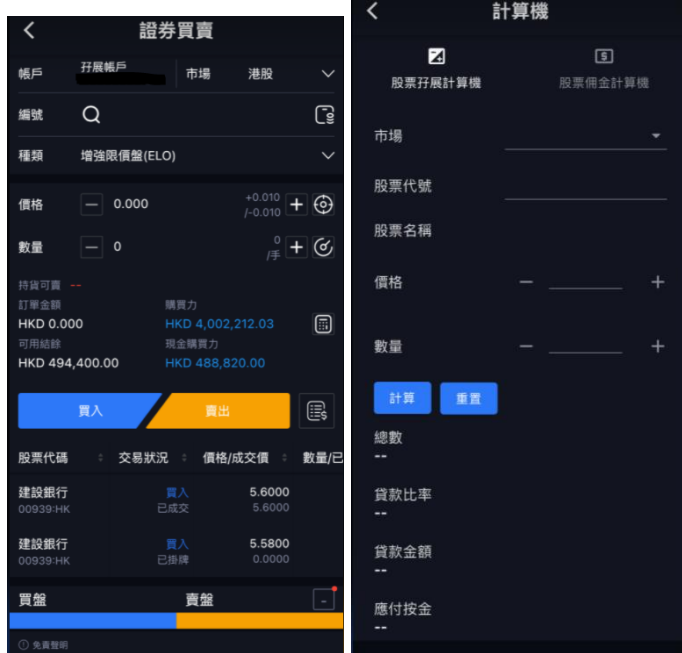 證券買賣
帳戶
孖展帳戶
市場
港股
編號
種類
增強限價盤(ELO)
價格
0.000
+0.010
/-0.010
數量
0
0
/手
持貨可賣 --
訂單金額
購買力
HKD 0.000
HKD 4,002,212.03
可用結餘
現金購買力
HKD 494,400.00
HKD 488,820.00
買入
賣出
股票代碼
交易狀況
價格/成交價
數量/已
建設銀行
買入
5.6000
00939:HK
已成交
5.6000
建設銀行
買入
5.5800
00939:HK
已掛牌
0.0000
買盤
賣盤
免責聲明
計算機
股票孖展計算機
股票佣金計算機
市場
股票代號
股票名稱
價格
數量
計算
重置
總數
--
貸款比率
--
貸款金額
--
應付按金
--